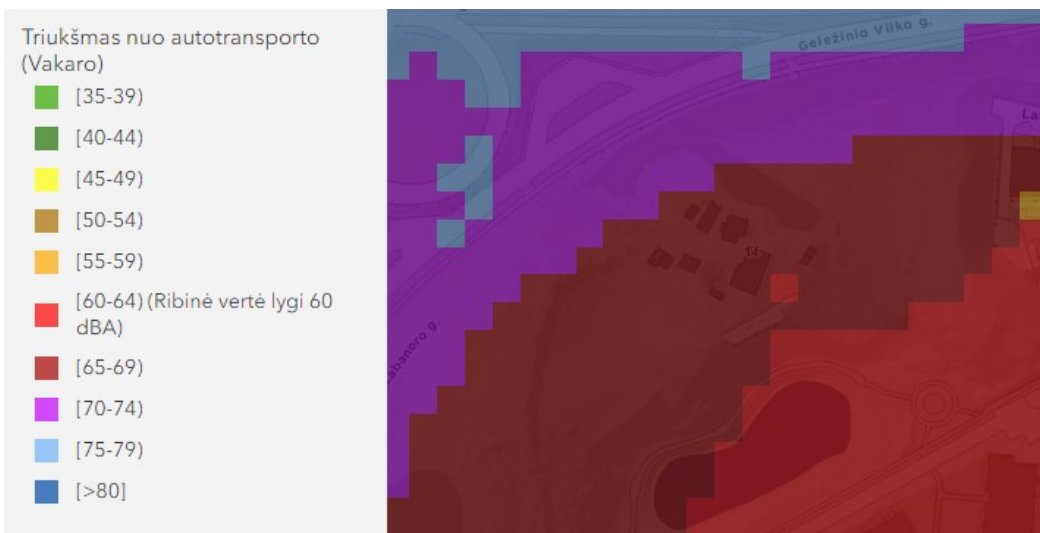 Triukšmas nuo autotransporto
(Vakaro)
[35-39)
[40-44)
[45-49)
[50-54)
[55-59)
[60-64) (Ribinė vertė lygi 60
dBA)
[65-69)
[70-74)
[75-79)
[>80]
Geležinio Vilko g.
La
14
Labanoro g.